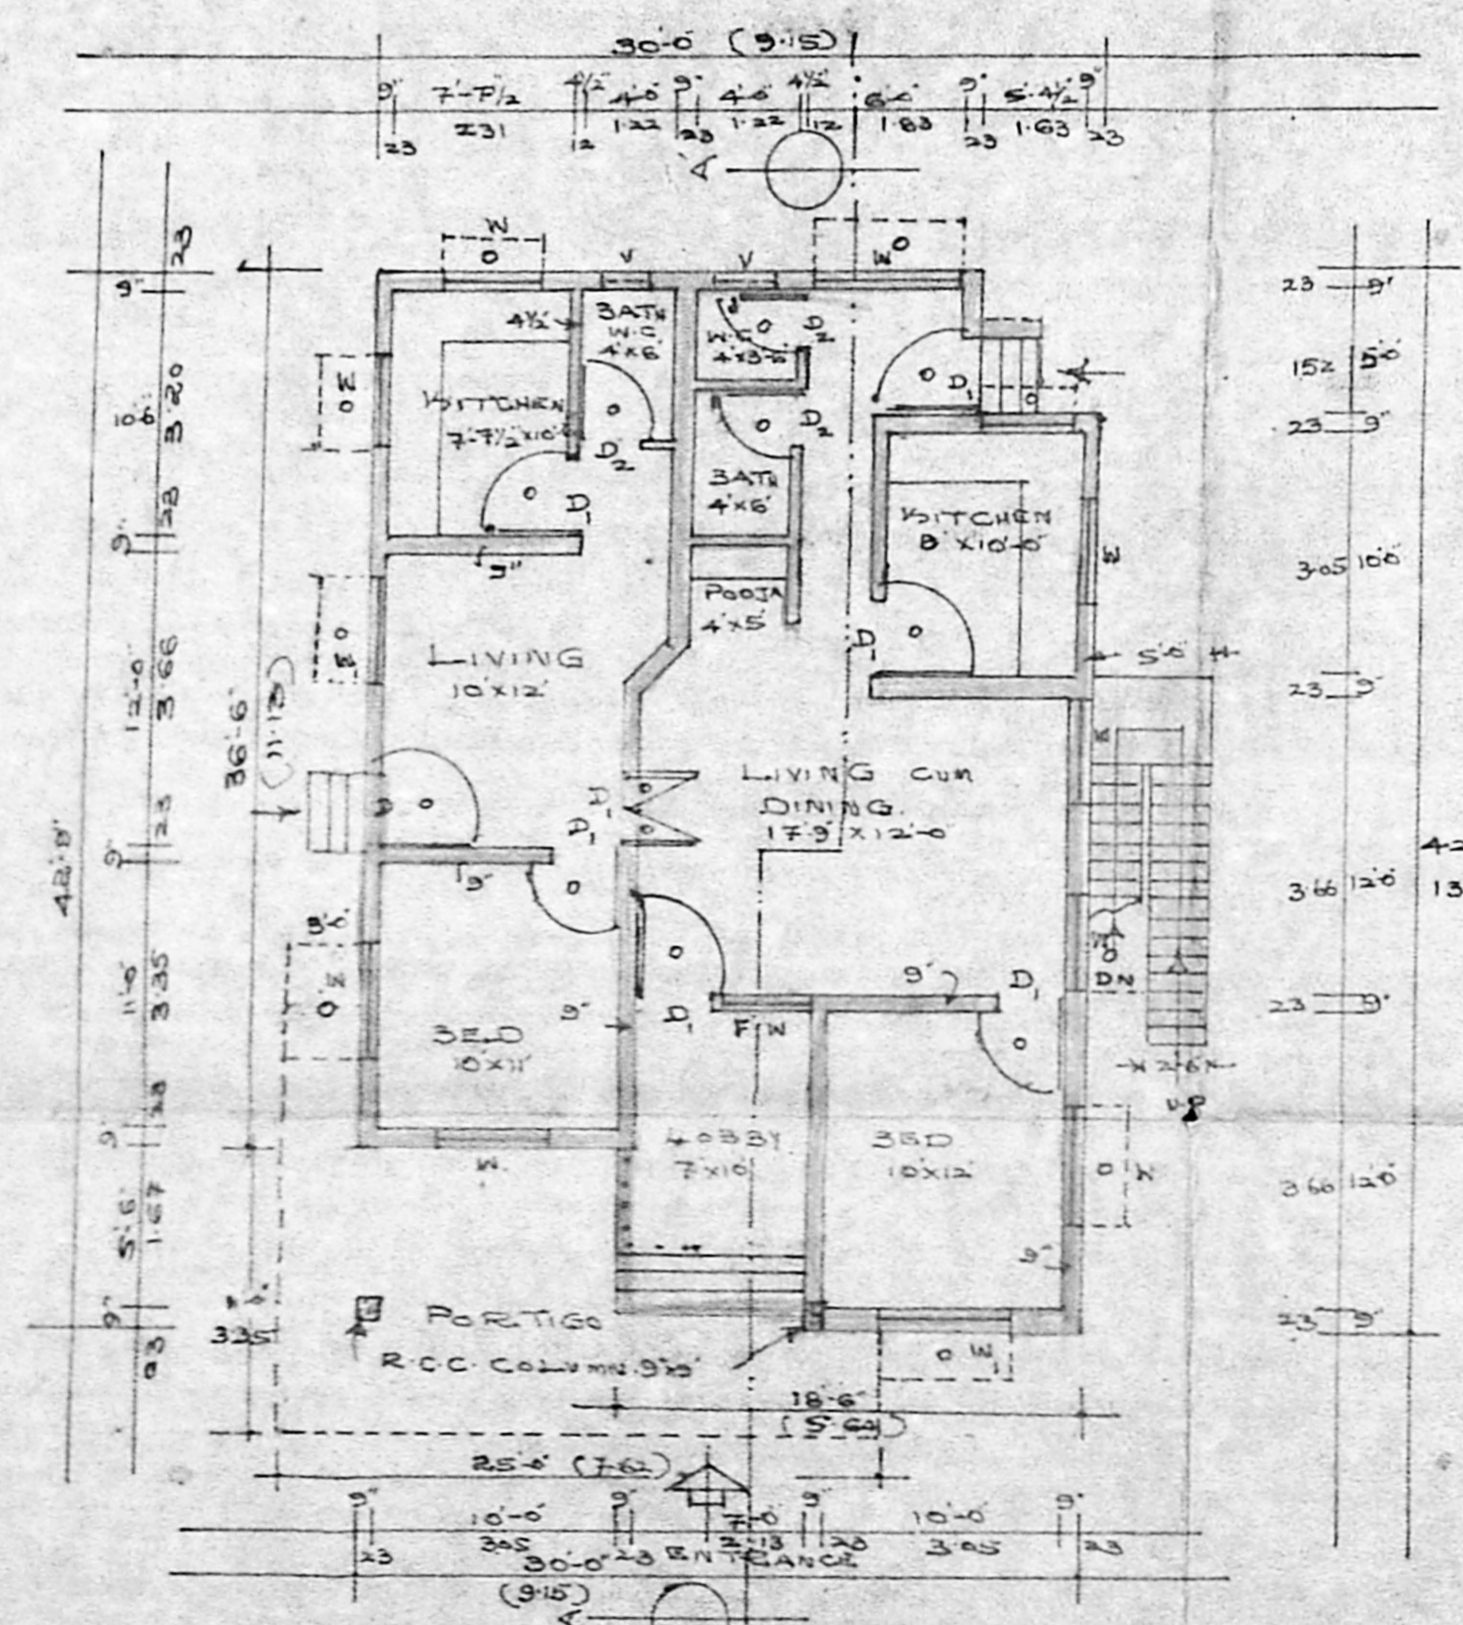 30'-0" (9.15)
9" 7'-7½" 4½" 4'-0" 9" 4'-0" 4½" 6'-0" 9" 5'-4½" 9"
23 231 12 1.22 23 1.22 12 1.83 23 1.63 23
A
W
O
V
V
W O
23
9"
23 9"
4½"
BATH
W.C
4'x6'
W.C
4'x3'-6"
O
D2
O
D1
152 5'-0"
W
O
10'-6"
3.20
KITCHEN
7'-7½"x10'-6"
O
D2
O
D2
23 9"
BATH
4'x6'
KITCHEN
8'x10'-0"
O
D1
23
9"
9"
W
3.05 10'-0"
POOJA
4'x5'
O
W
O
D1
5'-0"
LIVING
10'x12'
12'-0"
3.66
36'-6"
(11.13)
23 9"
W
LIVING CUM
DINING
17'-9"x12'-0"
D
O
D1
O
O
D1
23
9"
42'-0"
9"
O
3.66 12'-0"
42
13
3'-0"
W
O
O
9"
D1
DN
11'-0"
3.35
9"
D1
F.W
O
23 9"
BED
10'x11'
2'-6"
UP
23
9"
LOBBY
7'x10'
BED
10'x12'
O W
3.66 12'-0"
W.
5'-6"
1.67
9"
9"
23
335
PORTICO
R.C.C. COLUMN 9"x9"
O W
23 9"
18'-6"
(5.64)
25'-0" (7.62)
9" 10'-0" 9" 7'-0" 9" 10'-0" 9"
23 3.05 23 2.13 23 3.05 23
30'-0" ENTRANCE
(9.15)
A